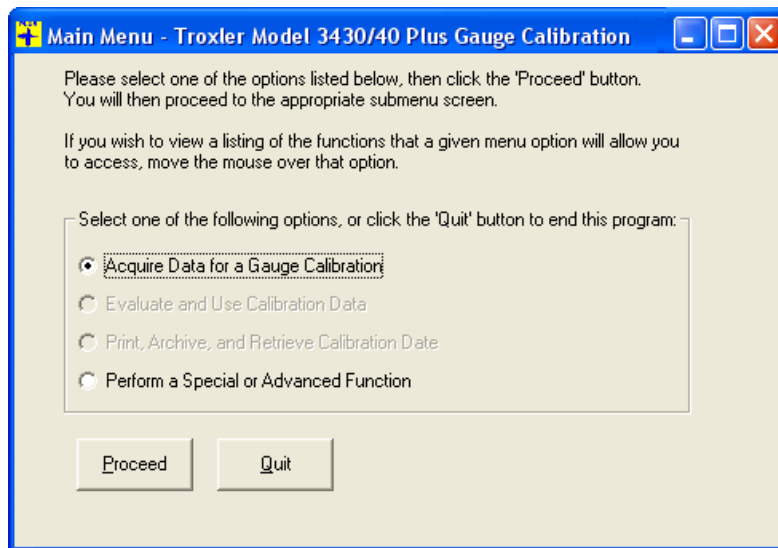 Main Menu - Troxler Model 3430/40 Plus Gauge Calibration
Please select one of the options listed below, then click the 'Proceed' button.
You will then proceed to the appropriate submenu screen.
If you wish to view a listing of the functions that a given menu option will allow you
to access, move the mouse over that option.
Select one of the following options, or click the 'Quit' button to end this program:
Acquire Data for a Gauge Calibration
Evaluate and Use Calibration Data
Print, Archive, and Retrieve Calibration Date
Perform a Special or Advanced Function
Proceed Quit